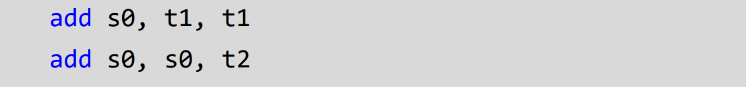 add s0, t1, t1
add s0, s0, t2